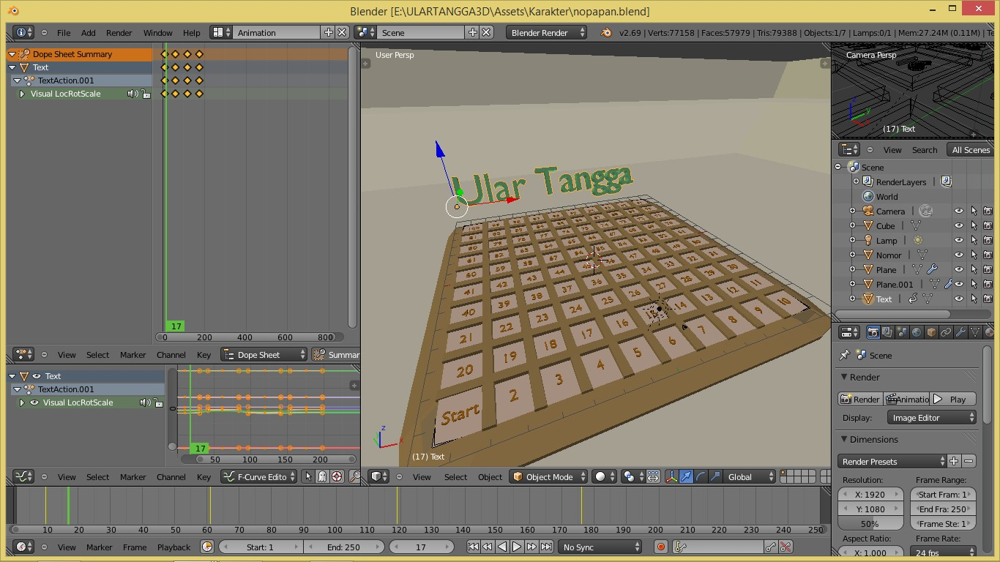 Blender [E:\ULARTANGGA3D\Assets\Karakter\nopapan.blend]
File Add Render Window Help Animation Scene Blender Render v2.69 | Verts:77158 | Faces:57979 | Tris:79388 | Objects:1/7 | Lamps:0/1 | Mem:27.24M (0.11M) | Te
Dope Sheet Summary
Text
TextAction.001
Visual LocRotScale
17
0 200 400 600 800
View Select Marker Channel Key Dope Sheet Summar
Text
TextAction.001
Visual LocRotScale
0
17
50 100 150 200
View Select Marker Channel Key F-Curve Edito
User Persp
Ular Tangga
41 42 43 44
40 39 38 37 36 35 34 33 32 31
21 22 23 24 25 26 27 28 29 30
20 19 18 17 16 15 14 13 12 11
Start 2 3 4 5 6 7 8 9 10
z
x
(17) Text
View Select Object Object Mode Global
Camera Persp
z
y
(17) Text
View Search All Scenes
Scene
RenderLayers |
World
Camera |
Cube |
Lamp |
Nomor |
Plane |
Plane.001 |
Text |
Scene
Render
Render Animatio Play
Display: Image Editor
Dimensions
Render Presets
Resolution: Frame Range:
X: 1920 Start Fram: 1
Y: 1080 End Fra: 250
50% Frame Ste: 1
Aspect Ratio: Frame Rate:
X: 1.000 24 fps
10 20 30 40 50 60 70 80 90 100 110 120 130 140 150 160 170 180 190 200 210 220 230 240 250
View Marker Frame Playback Start: 1 End: 250 17 No Sync